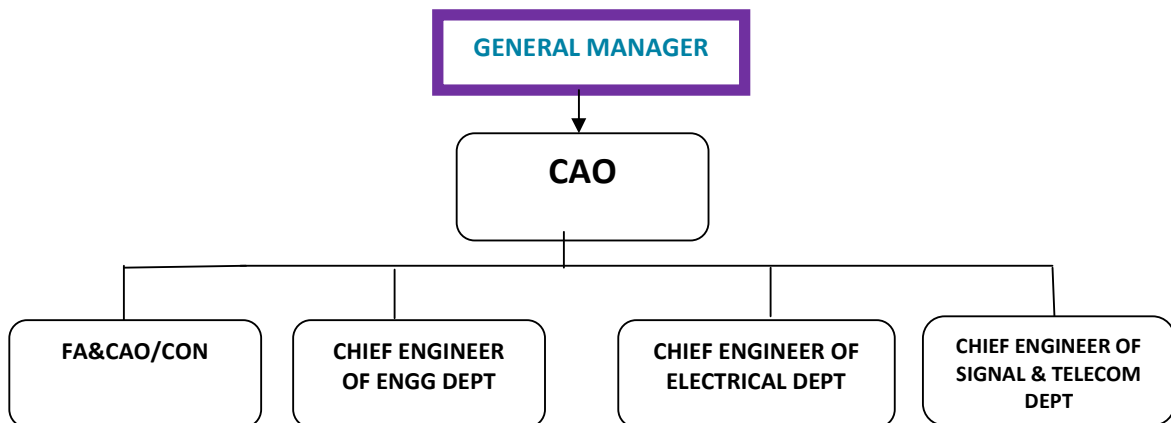 GENERAL MANAGER
CAO
FA&CAO/CON
CHIEF ENGINEER
OF ENGG DEPT
CHIEF ENGINEER OF
ELECTRICAL DEPT
CHIEF ENGINEER OF
SIGNAL & TELECOM
DEPT